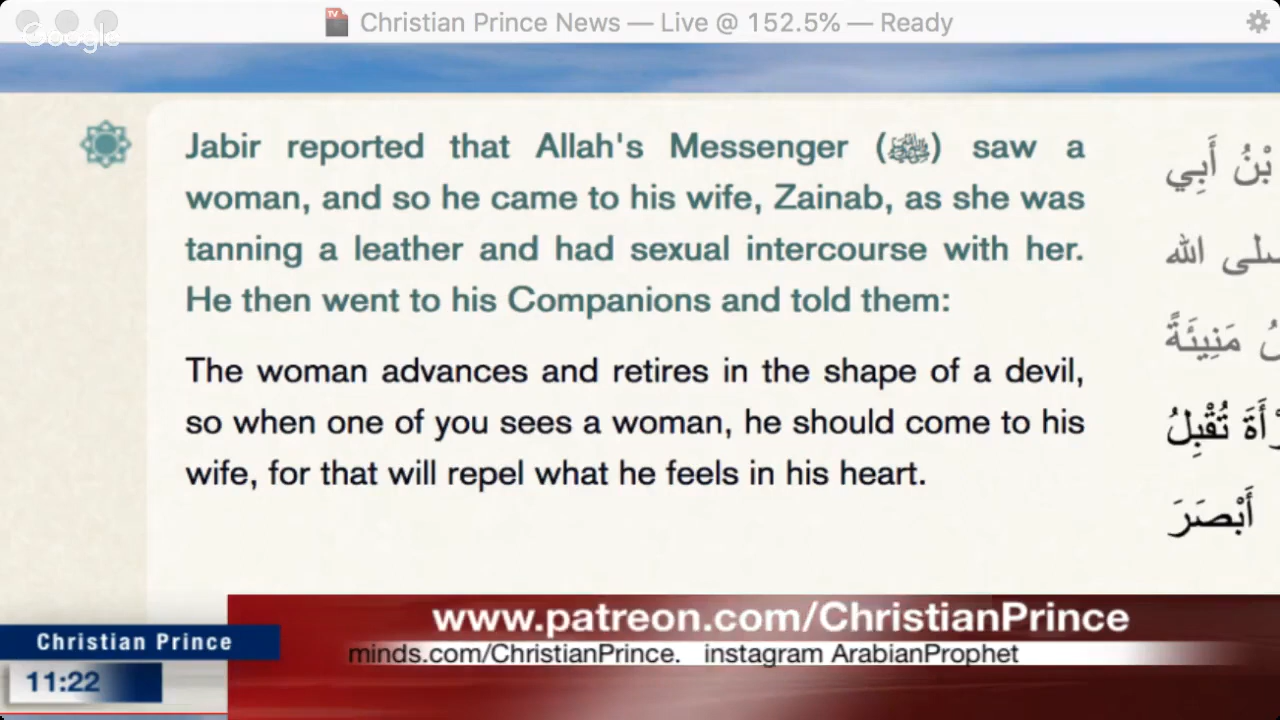 Google
Christian Prince News — Live @ 152.5% — Ready
TV
Jabir reported that Allah's Messenger (ﷺ) saw a
woman, and so he came to his wife, Zainab, as she was
tanning a leather and had sexual intercourse with her.
He then went to his Companions and told them:
The woman advances and retires in the shape of a devil,
so when one of you sees a woman, he should come to his
wife, for that will repel what he feels in his heart.
بْنُ أَبِي
صلى الله
مَنِيئَةً
تُقْبِلُ
أَبْصَرَ
www.patreon.com/ChristianPrince
Christian Prince
minds.com/ChristianPrince. instagram ArabianProphet
11:22